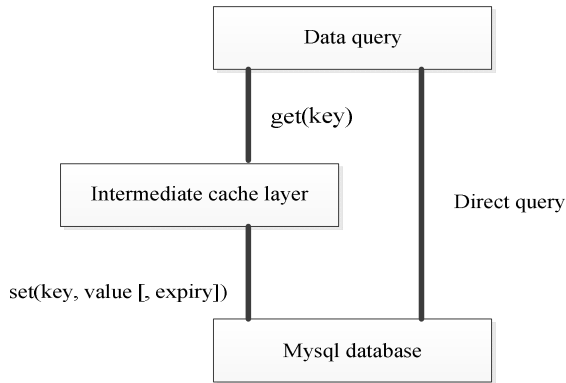 Data query
get(key)
Intermediate cache layer
Direct query
set(key, value [, expiry])
Mysql database